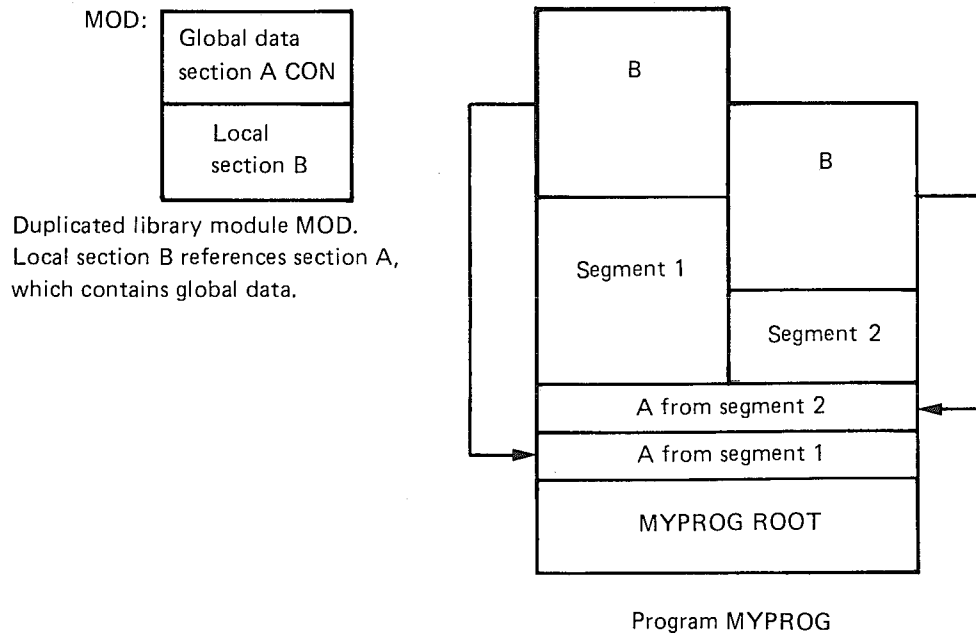 MOD:
Global data
section A CON
Local
section B
Duplicated library module MOD.
Local section B references section A,
which contains global data.
B
B
Segment 1
Segment 2
A from segment 2
A from segment 1
MYPROG ROOT
Program MYPROG